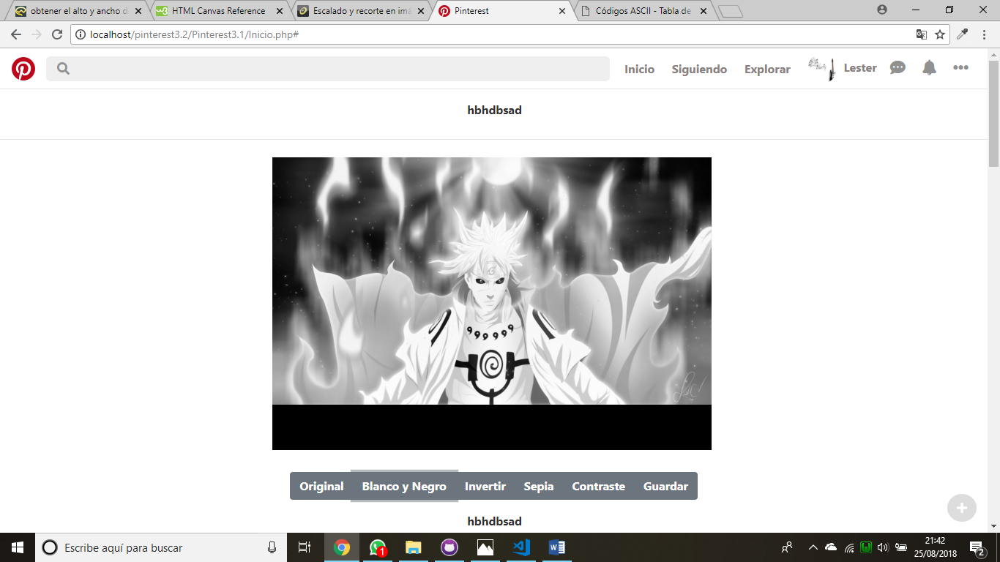 obtener el alto y ancho d
HTML Canvas Reference
Escalado y recorte en imá
Pinterest
Códigos ASCII - Tabla de
localhost/pinterest3.2/Pinterest3.1/Inicio.php#
Inicio
Siguiendo
Explorar
Lester
hbhdbsad
Original
Blanco y Negro
Invertir
Sepia
Contraste
Guardar
hbhdbsad
Escribe aquí para buscar
1
21:42
25/08/2018
2